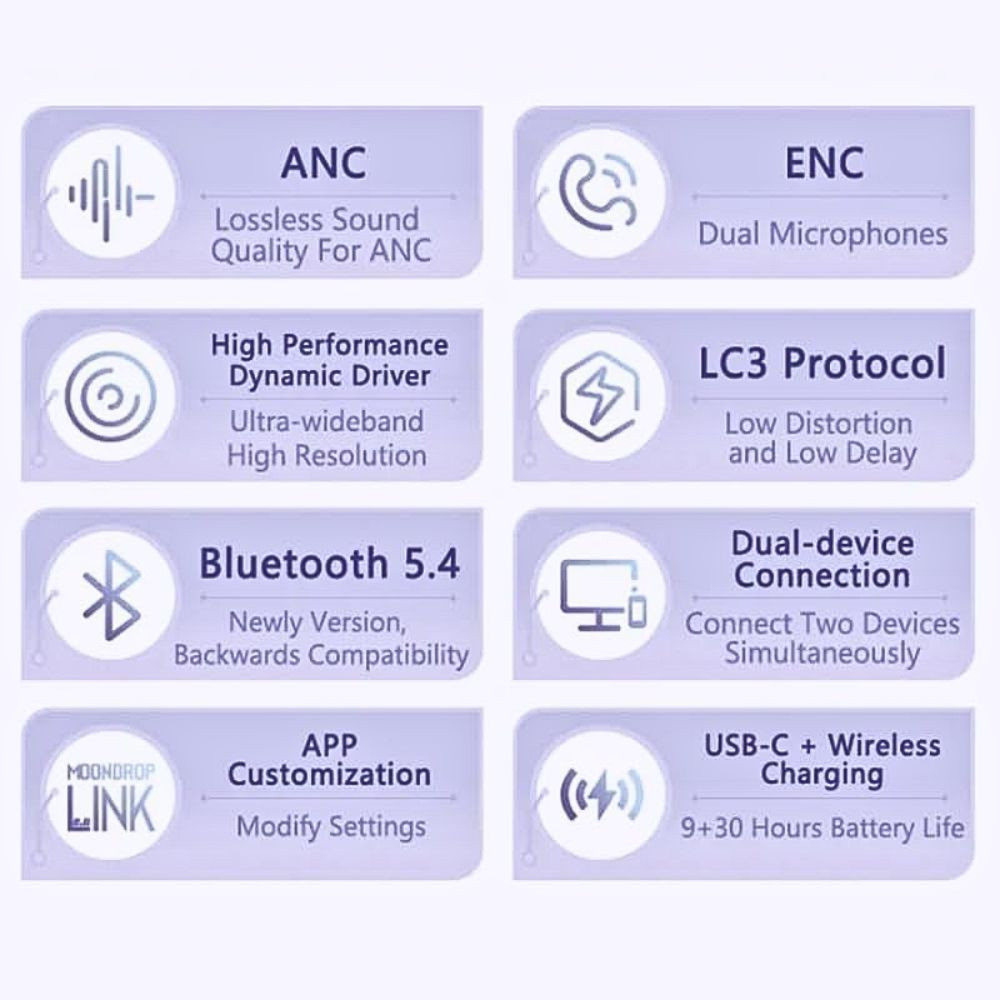 ANC
Lossless Sound
Quality For ANC
ENC
Dual Microphones
High Performance
Dynamic Driver
Ultra-wideband
High Resolution
LC3 Protocol
Low Distortion
and Low Delay
Bluetooth 5.4
Newly Version,
Backwards Compatibility
Dual-device
Connection
Connect Two Devices
Simultaneously
MOONDROP
LINK
APP
Customization
Modify Settings
USB-C + Wireless
Charging
9+30 Hours Battery Life